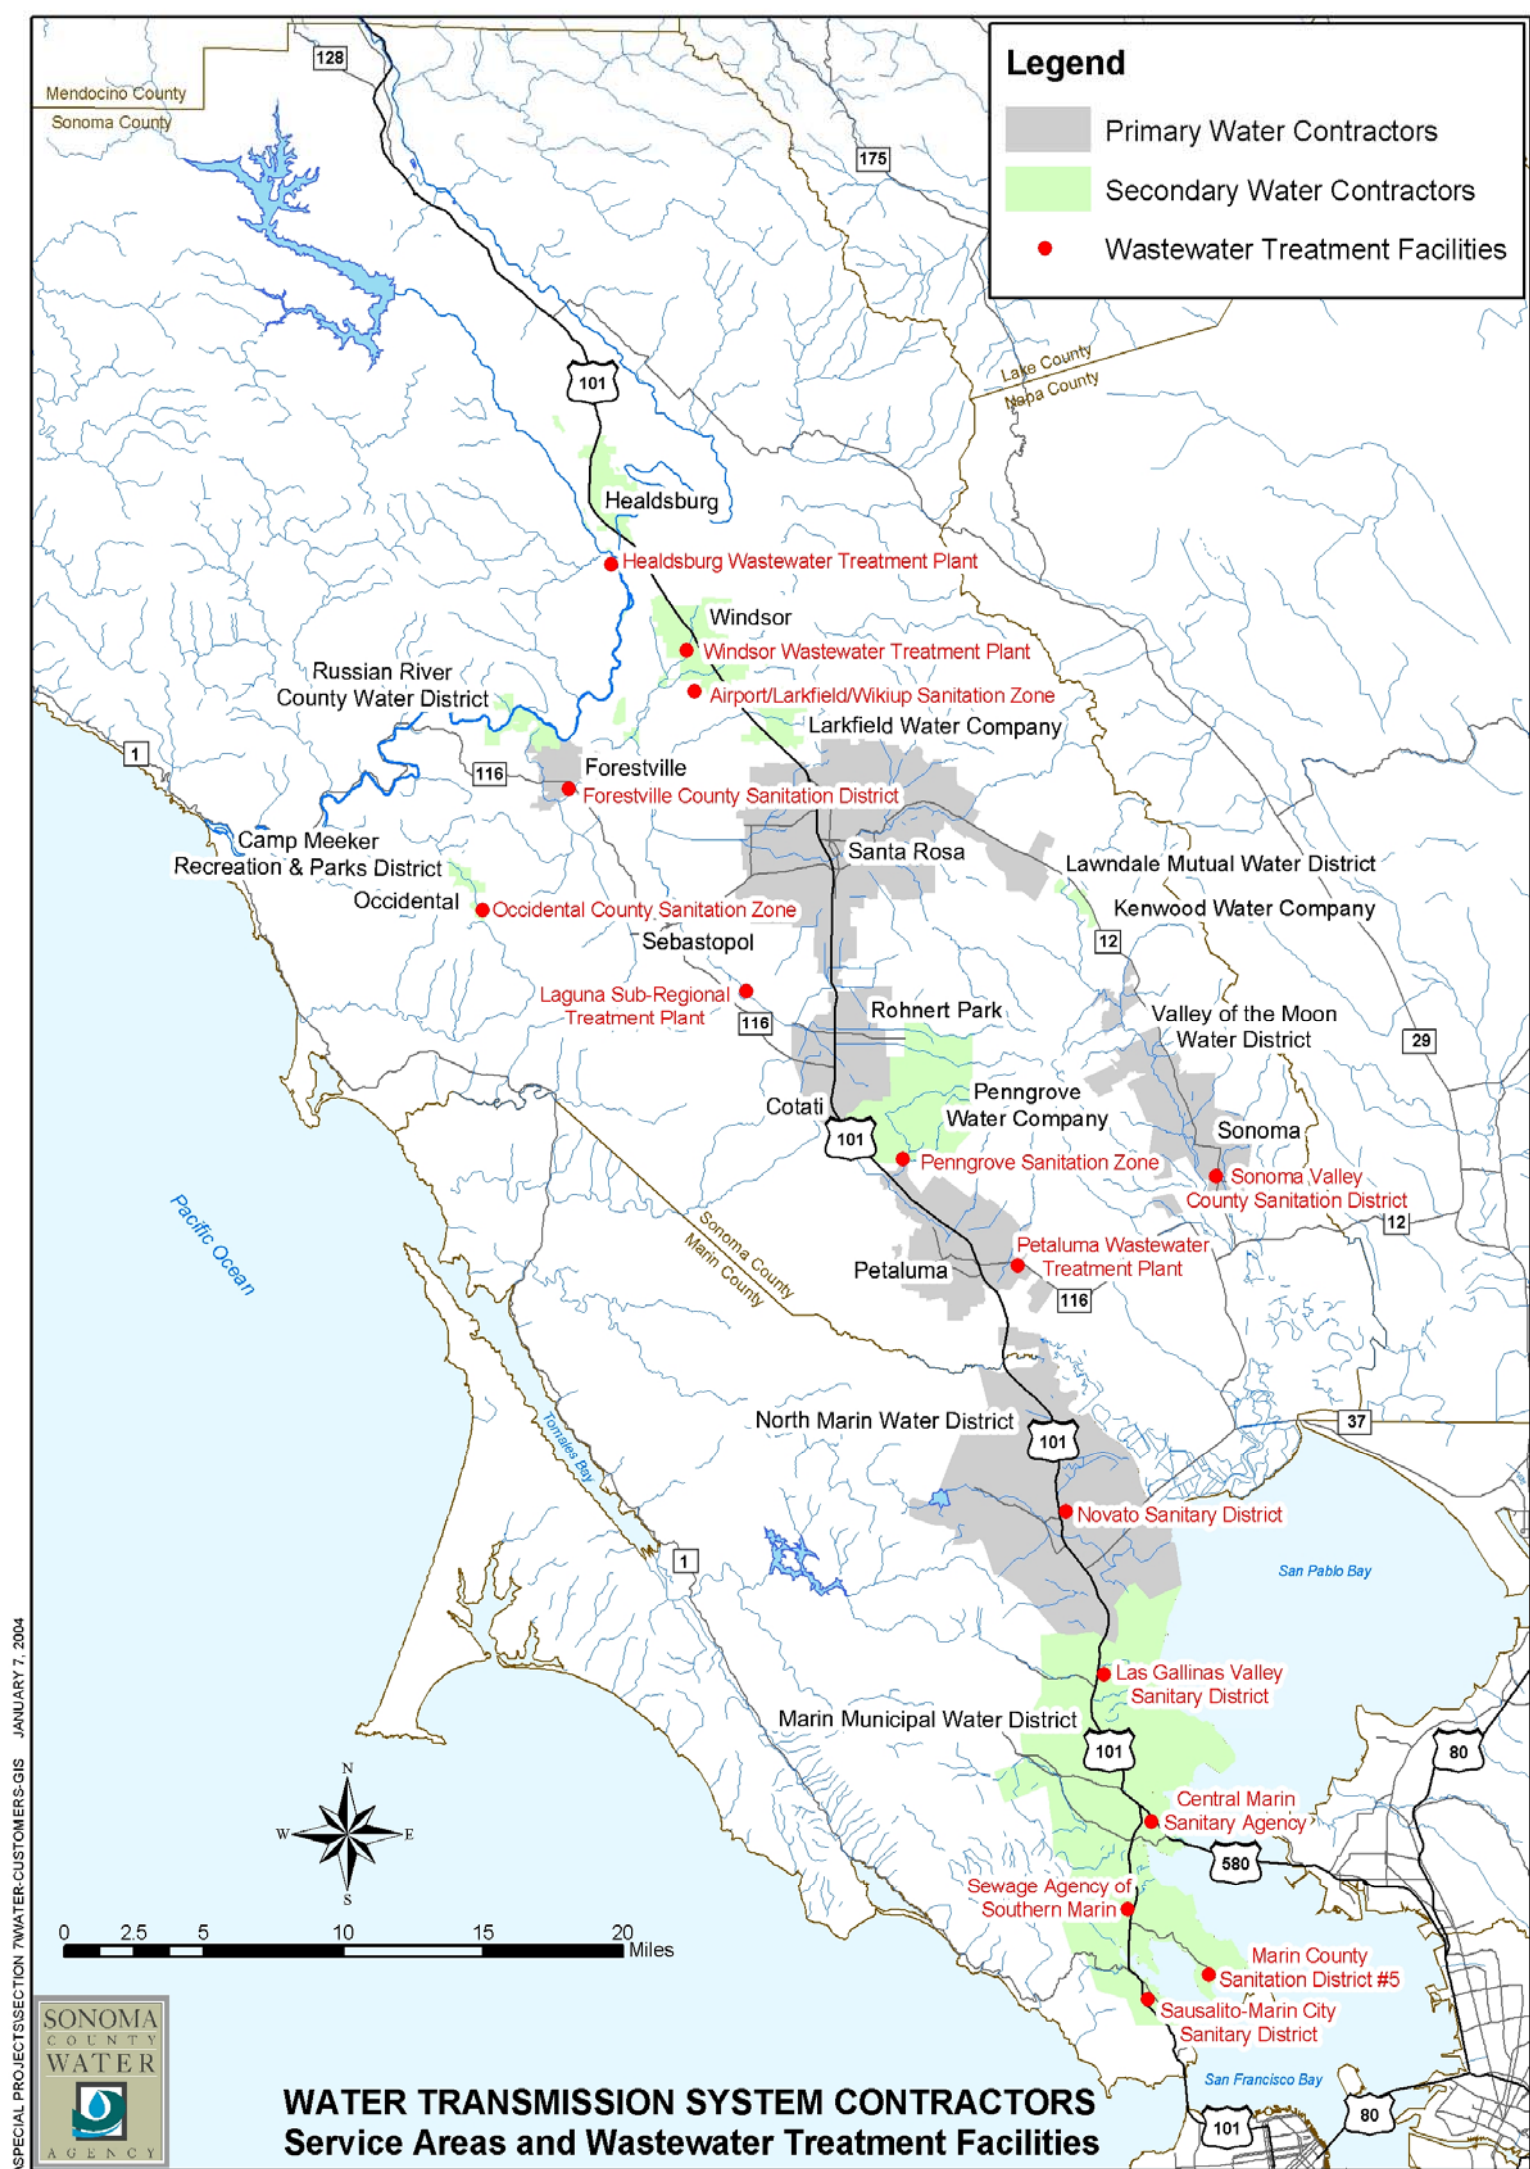 128
Mendocino County
Sonoma County
175
Legend
Primary Water Contractors
Secondary Water Contractors
Wastewater Treatment Facilities
Lake County
Napa County
101
Healdsburg
Healdsburg Wastewater Treatment Plant
Windsor
Windsor Wastewater Treatment Plant
Russian River
County Water District
Airport/Larkfield/Wikiup Sanitation Zone
Larkfield Water Company
1
116
Forestville
Forestville County Sanitation District
Camp Meeker
Recreation & Parks District
Santa Rosa
Lawndale Mutual Water District
Occidental
Occidental County Sanitation Zone
Kenwood Water Company
Sebastopol
12
Laguna Sub-Regional
Treatment Plant
116
Rohnert Park
Valley of the Moon
Water District
29
Penngrove
Water Company
Cotati
101
Sonoma
Penngrove Sanitation Zone
Sonoma Valley
County Sanitation District
12
Pacific Ocean
Sonoma County
Marin County
Petaluma Wastewater
Treatment Plant
Petaluma
116
North Marin Water District
101
37
Tomales Bay
Novato Sanitary District
1
San Pablo Bay
Las Gallinas Valley
Sanitary District
Marin Municipal Water District
101
80
N
W
E
S
Central Marin
Sanitary Agency
580
Sewage Agency of
Southern Marin
0 2.5 5 10 15 20
Miles
Marin County
Sanitation District #5
Sausalito-Marin City
Sanitary District
San Francisco Bay
101
80
SONOMA
COUNTY
WATER
AGENCY
WATER TRANSMISSION SYSTEM CONTRACTORS
Service Areas and Wastewater Treatment Facilities
\SPECIAL PROJECTS\SECTION 7\WATER-CUSTOMERS-GIS JANUARY 7, 2004